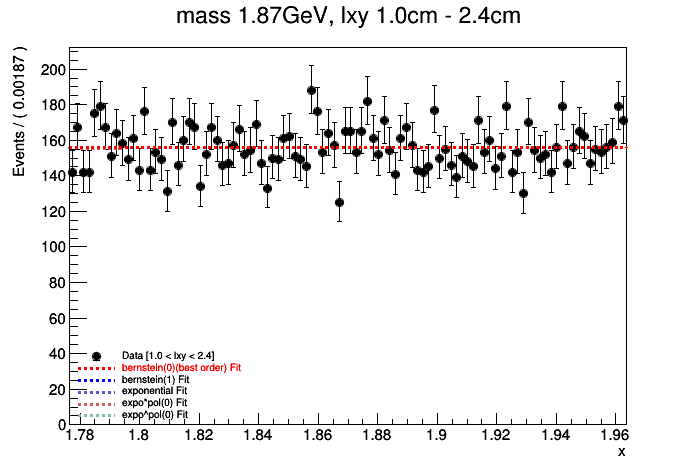 mass 1.87GeV, lxy 1.0cm - 2.4cm
Events / ( 0.00187 )
200
180
160
140
120
100
80
60
40
20
0
Data [1.0 < lxy < 2.4]
bernstein(0)(best order) Fit
bernstein(1) Fit
exponential Fit
expo*pol(0) Fit
expo^pol(0) Fit
1.78 1.8 1.82 1.84 1.86 1.88 1.9 1.92 1.94 1.96
x